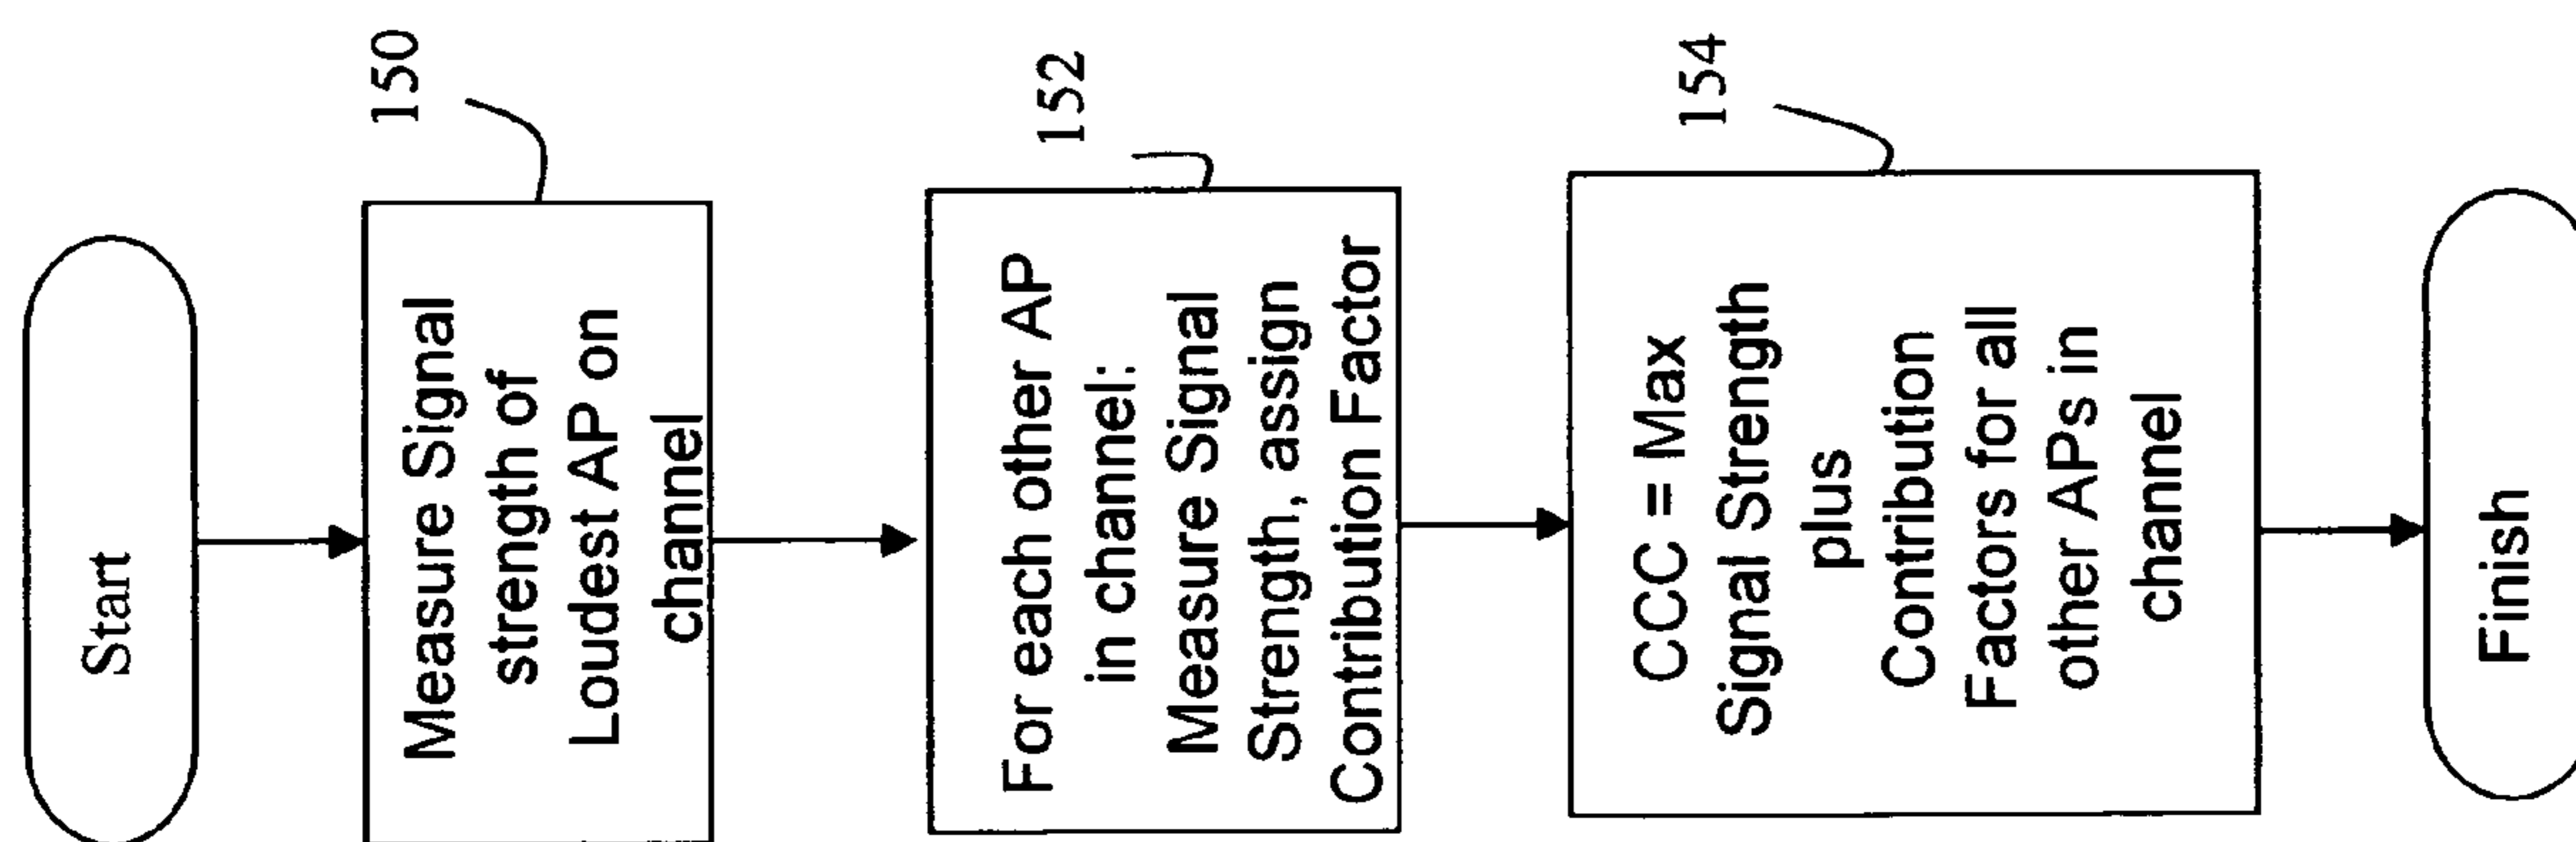 Start
150
Measure Signal
strength of
Loudest AP on
channel
152
For each other AP
in channel:
Measure Signal
Strength, assign
Contribution Factor
154
CCC = Max
Signal Strength
plus
Contribution
Factors for all
other APs in
channel
Finish